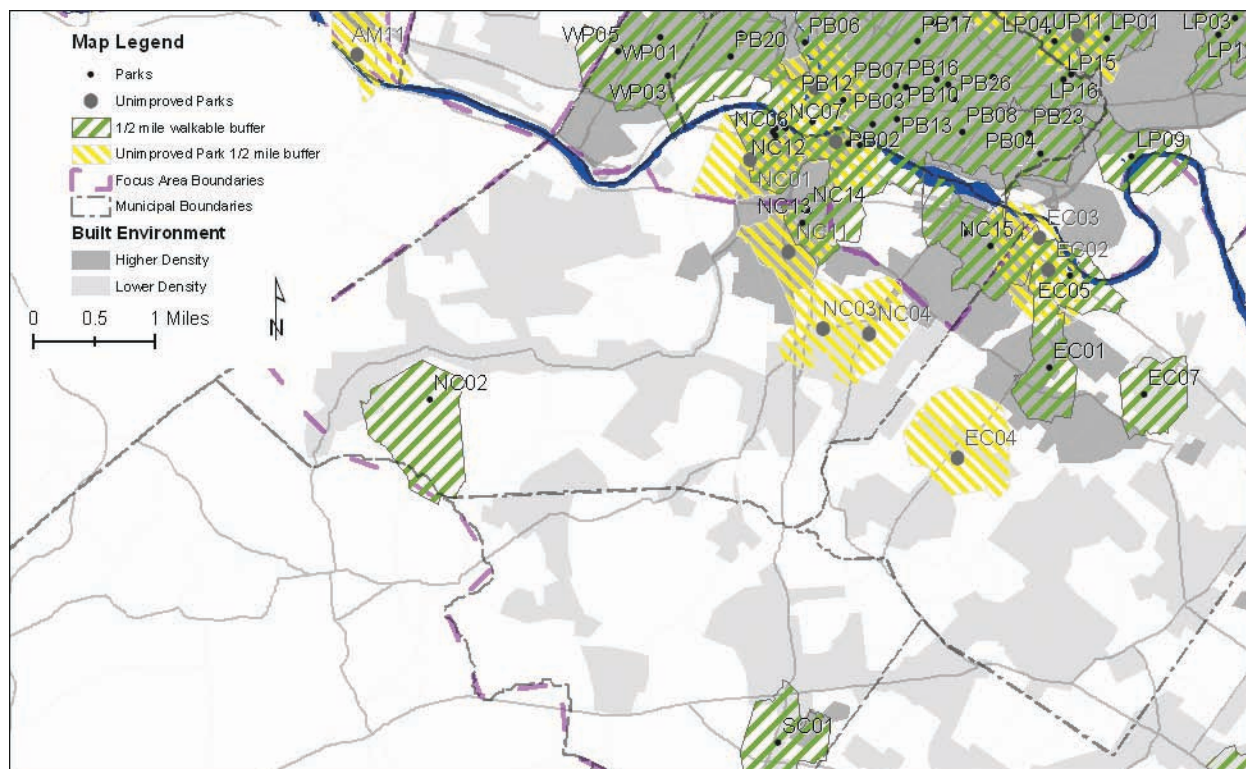 Map Legend
Parks
Unimproved Parks
1/2 mile walkable buffer
Unimproved Park 1/2 mile buffer
Focus Area Boundaries
Municipal Boundaries
Built Environment
Higher Density
Lower Density
0 0.5 1 Miles
N
AM11
WP05
WP01
WP03
PB20
PB06
PB17
LP04
UP11
LP01
LP03
PB12
PB07
PB16
PB26
LP15
LP16
PB03
PB10
NC07
PB13
PB08
PB23
NC12
PB02
PB04
LP09
NC01
NC14
NC13
NC11
NC15
EC03
EC02
EC05
NC03
NC04
EC01
EC07
NC02
EC04
SC01